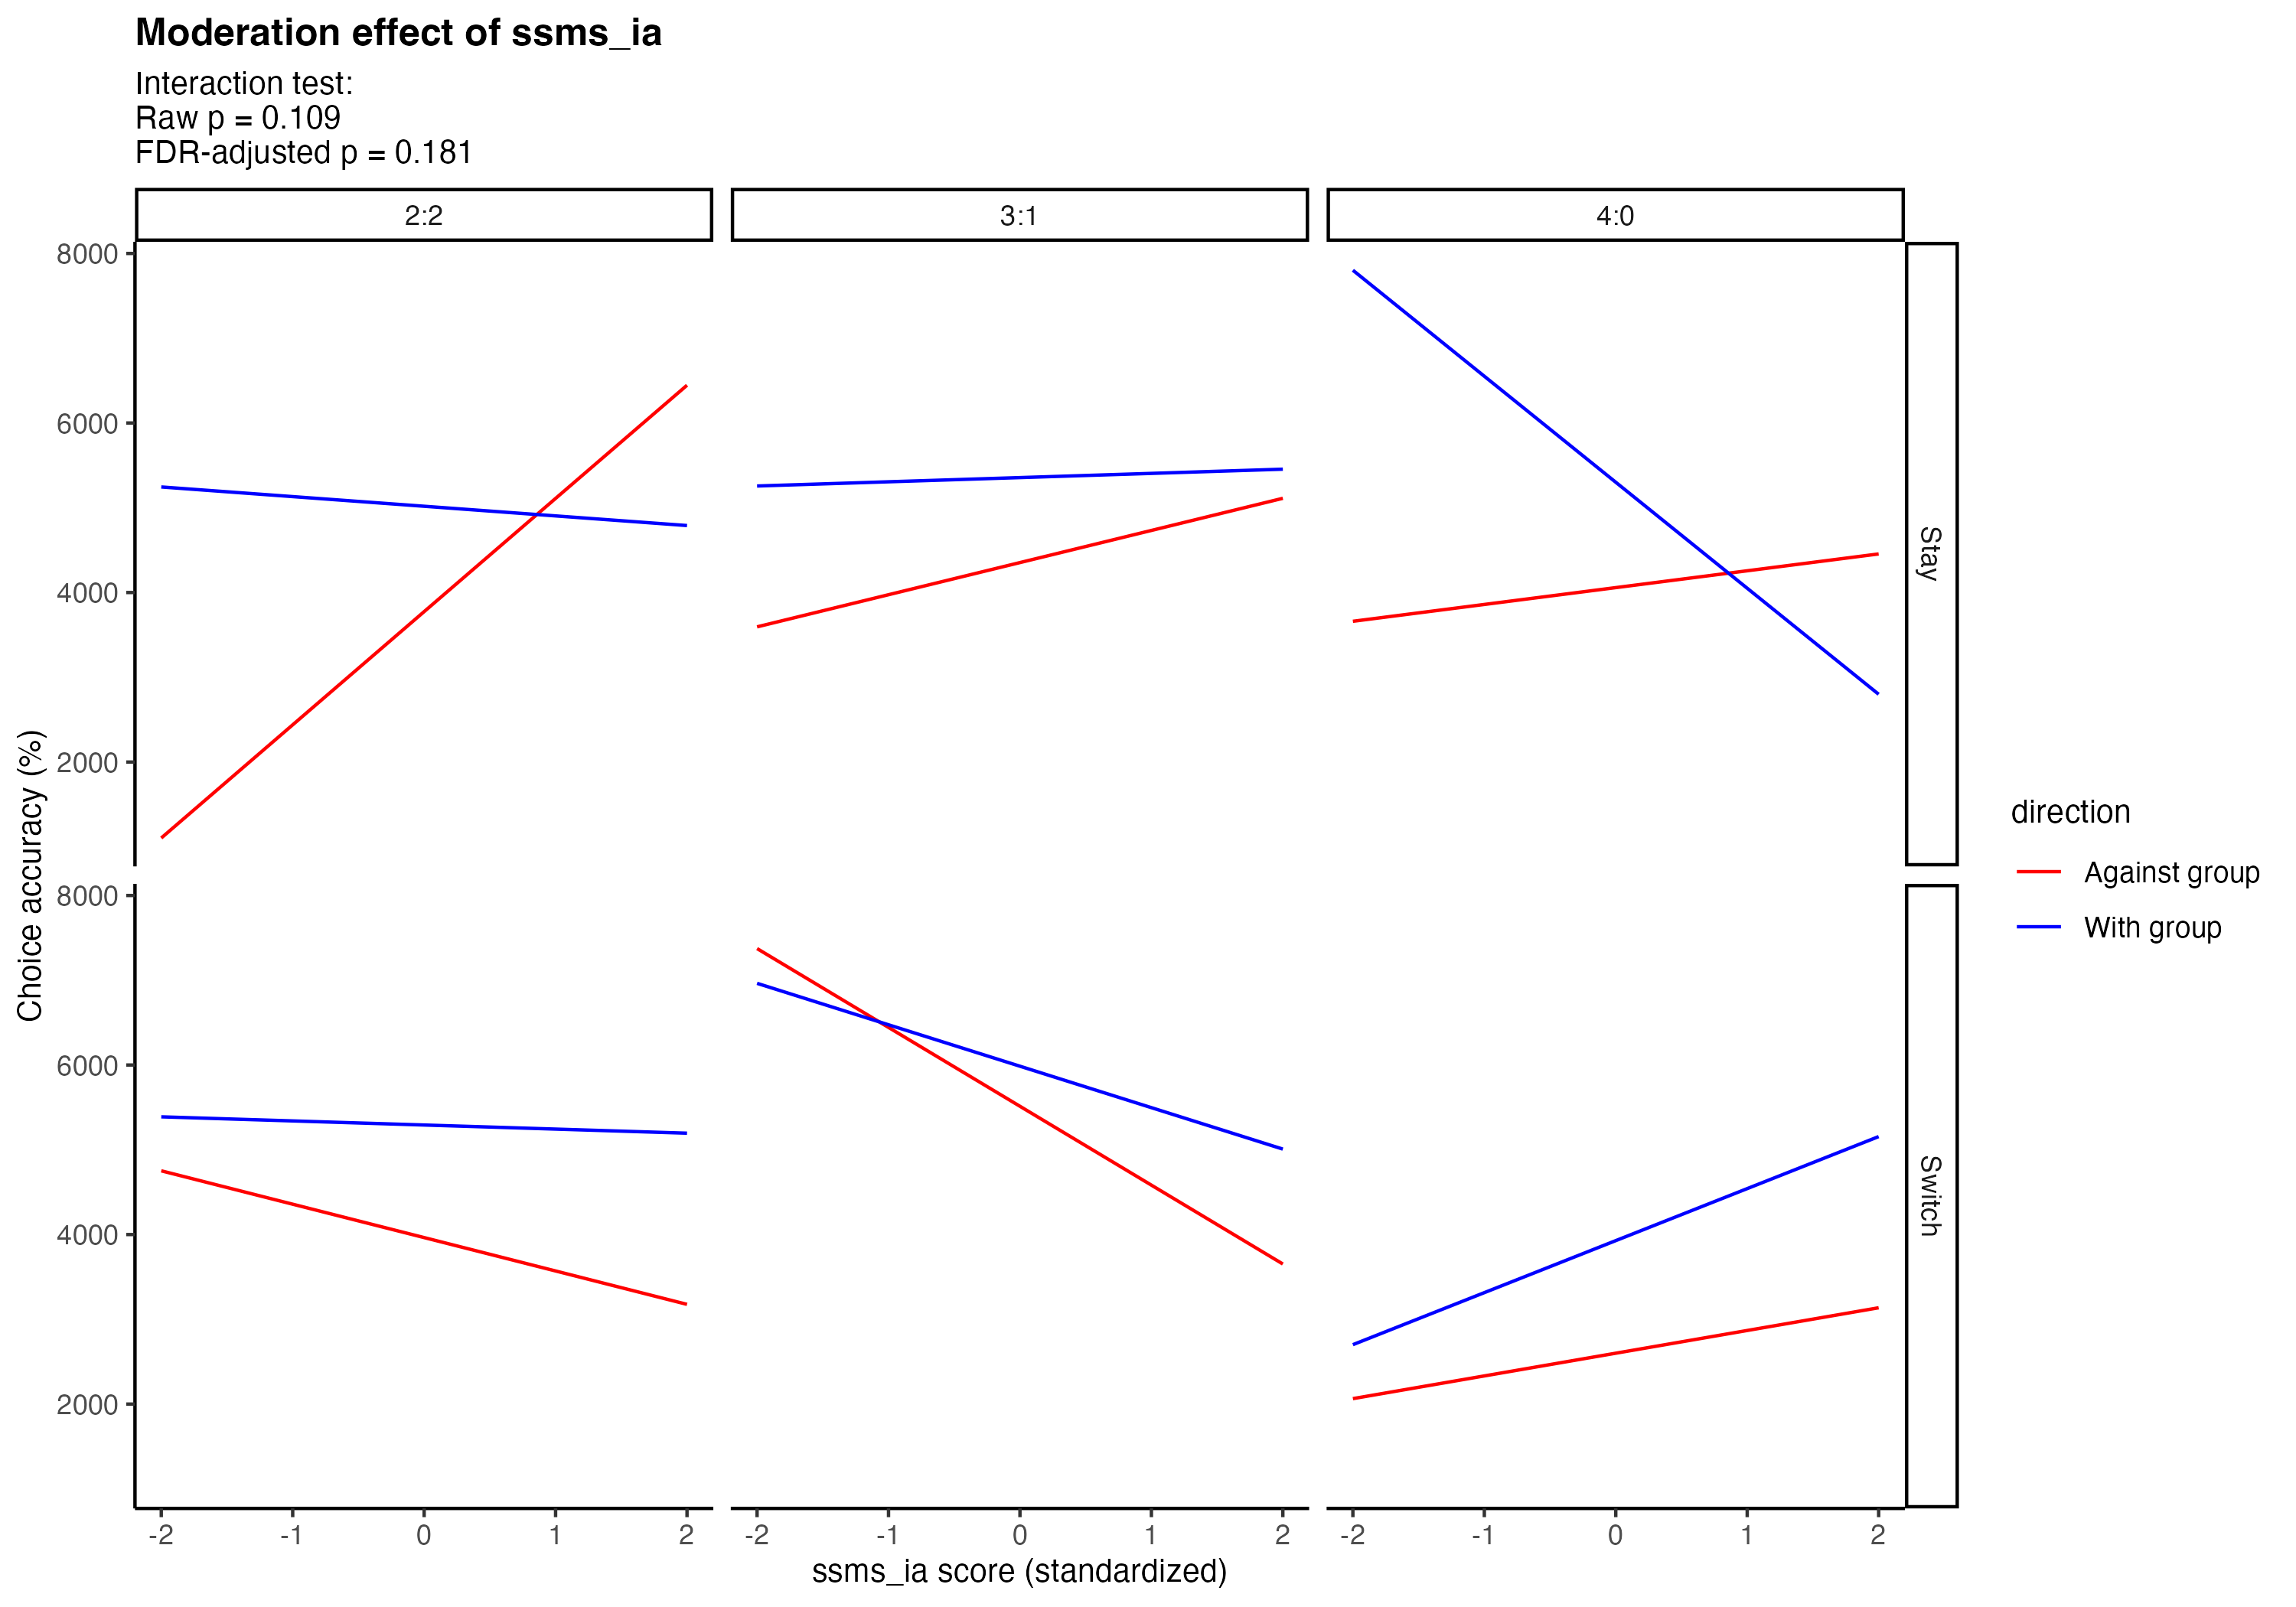 Moderation effect of ssms_ia
Interaction test:
Raw p = 0.109
FDR-adjusted p = 0.181
2:2
3:1
4:0
8000
6000
4000
2000
Stay
8000
6000
4000
2000
Switch
Choice accuracy (%)
-2 -1 0 1 2
-2 -1 0 1 2
-2 -1 0 1 2
ssms_ia score (standardized)
direction
Against group
With group